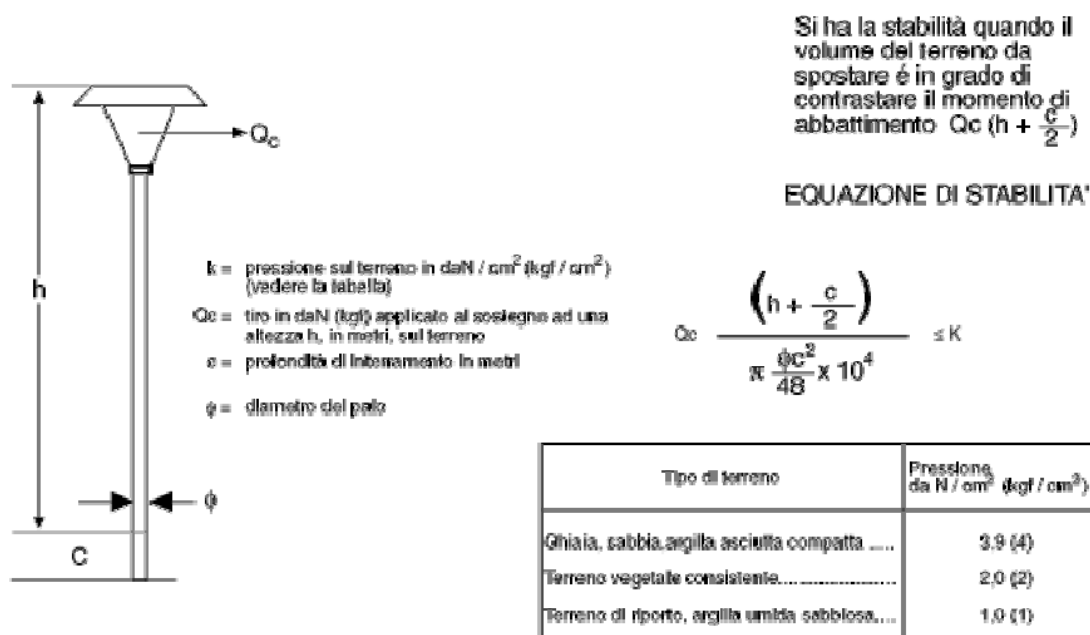 Si ha la stabilità quando il
volume del terreno da
spostare é in grado di
contrastare il momento di
abbattimento Qc (h + c/2)
EQUAZIONE DI STABILITA'
Qc
h
k = pressione sul terreno in daN / cm² (kgf / cm²)
(vedere la tabella)
Qc = tiro in daN (kgf) applicato al sostegno ad una
altezza h, in metri, sul terreno
c = profondità di interramento in metri
φ = diametro del palo
Qc (h + c/2) / (π φc²/48 x 10⁴) ≤ K
φ
C
Tipo di terreno
Pressione
da N / cm² (kgf / cm²)
Ghiaia, sabbia, argilla asciutta compatta ..... 3,9 (4)
Terreno vegetale consistente..................... 2,0 (2)
Terreno di riporto, argilla umida sabbiosa.... 1,0 (1)